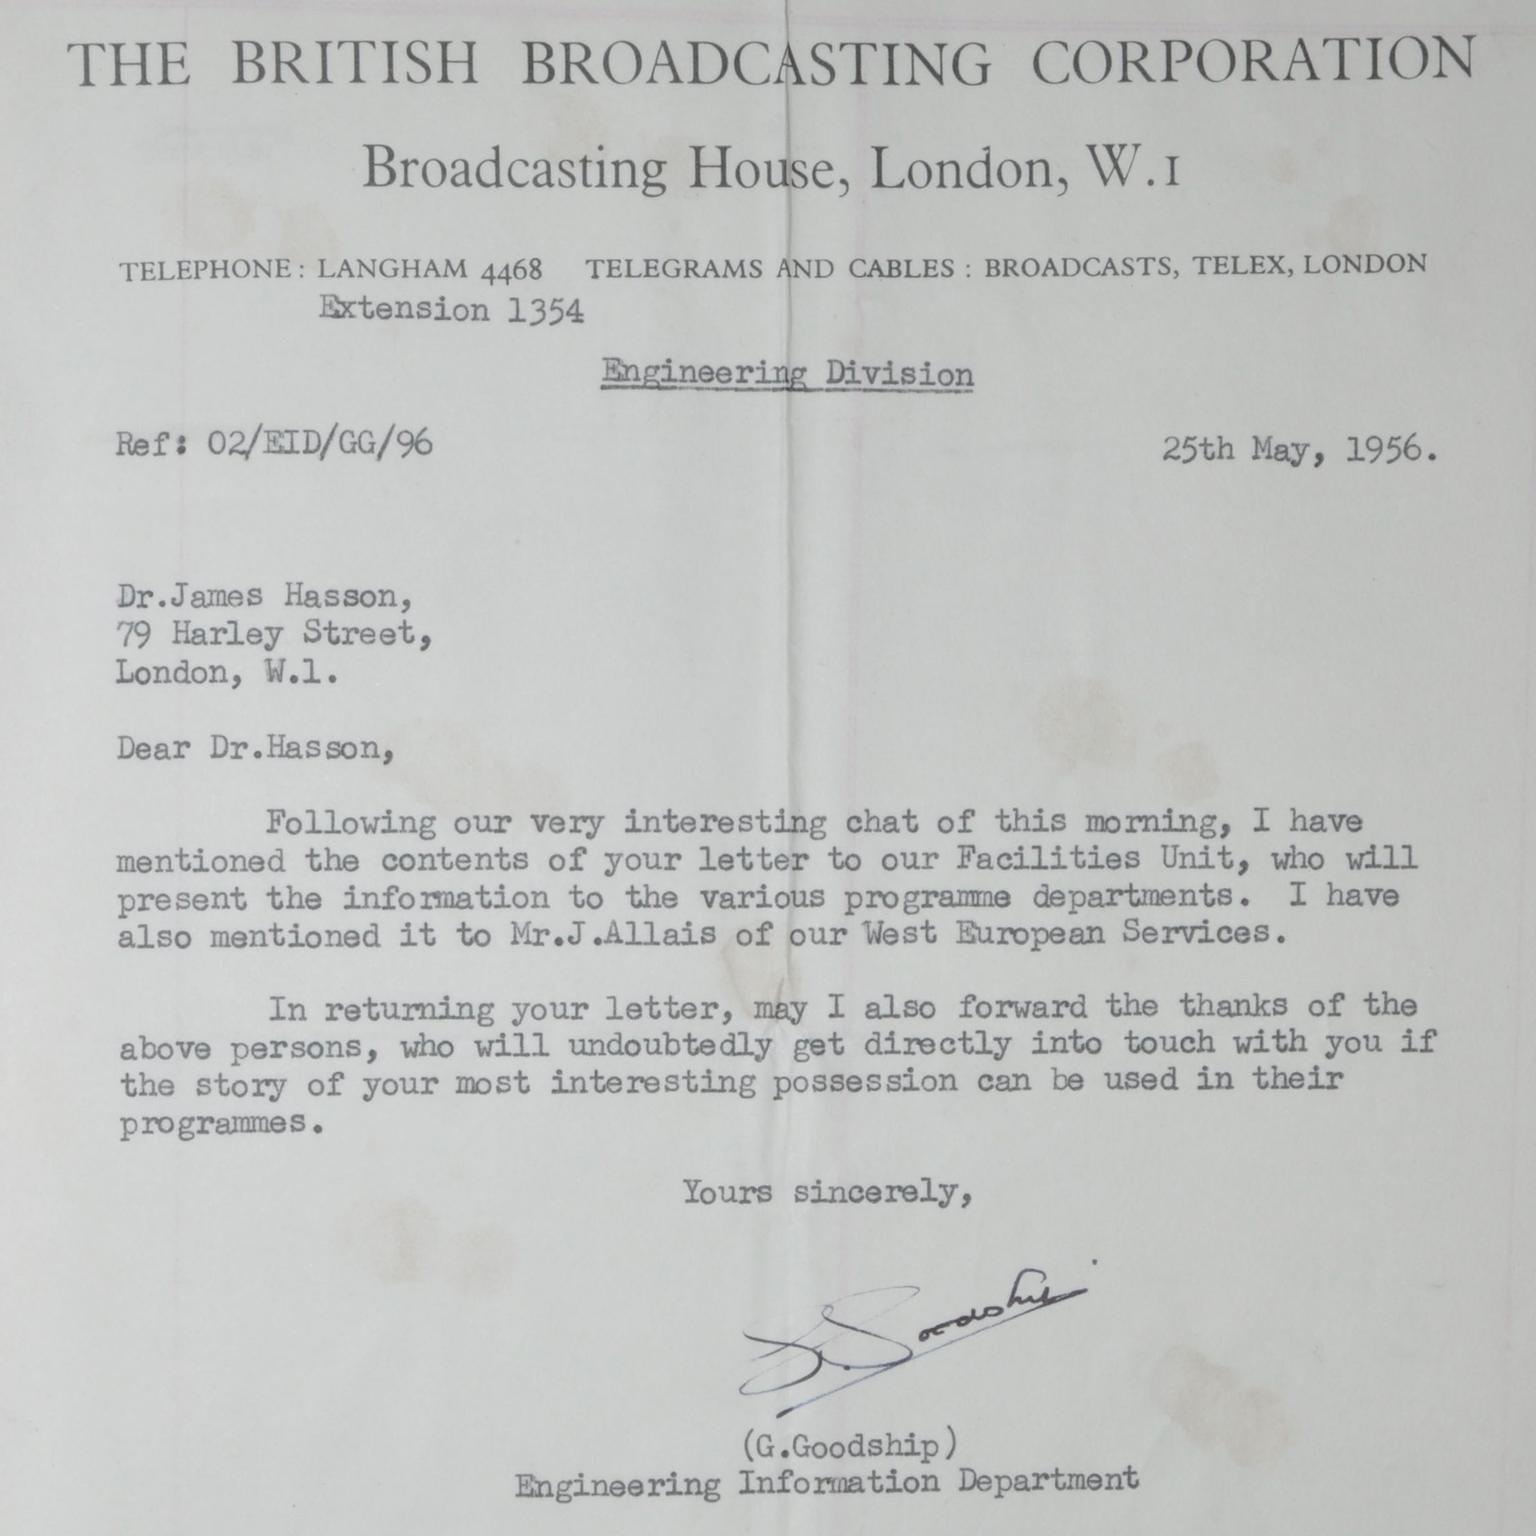 THE BRITISH BROADCASTING CORPORATION
Broadcasting House, London, W.1
TELEPHONE: LANGHAM 4468 TELEGRAMS AND CABLES: BROADCASTS, TELEX, LONDON
Extension 1354
Engineering Division
Ref: 02/EID/GG/96 25th May, 1956.
Dr.James Hasson,
79 Harley Street,
London, W.1.
Dear Dr.Hasson,
Following our very interesting chat of this morning, I have
mentioned the contents of your letter to our Facilities Unit, who will
present the information to the various programme departments. I have
also mentioned it to Mr.J.Allais of our West European Services.
In returning your letter, may I also forward the thanks of the
above persons, who will undoubtedly get directly into touch with you if
the story of your most interesting possession can be used in their
programmes.
Yours sincerely,
G. Goodship
(G.Goodship)
Engineering Information Department